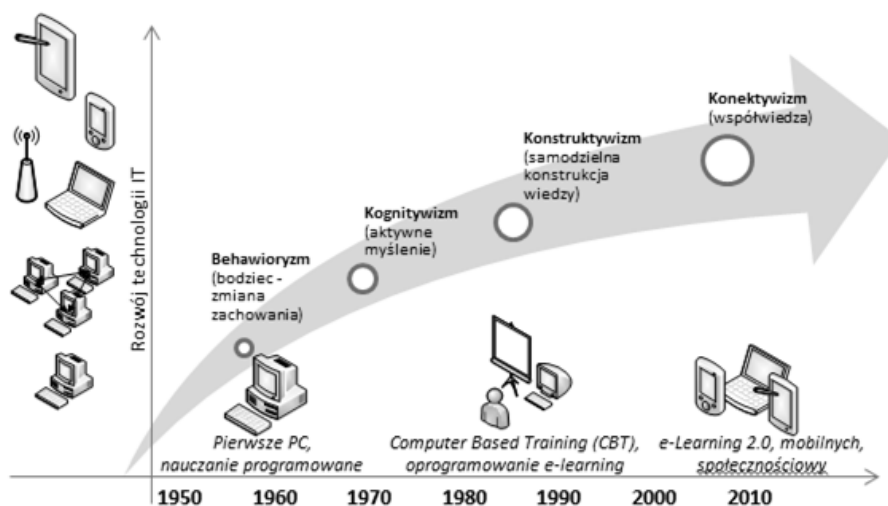 Rozwój technologii IT
Behawioryzm
(bodziec -
zmiana
zachowania)
Kognitywizm
(aktywne
myślenie)
Konstruktywizm
(samodzielna
konstrukcja
wiedzy)
Konektywizm
(współwiedza)
Pierwsze PC,
nauczanie programowane
Computer Based Training (CBT),
oprogramowanie e-learning
e-Learning 2.0, mobilnych,
społecznościowy
1950 1960 1970 1980 1990 2000 2010